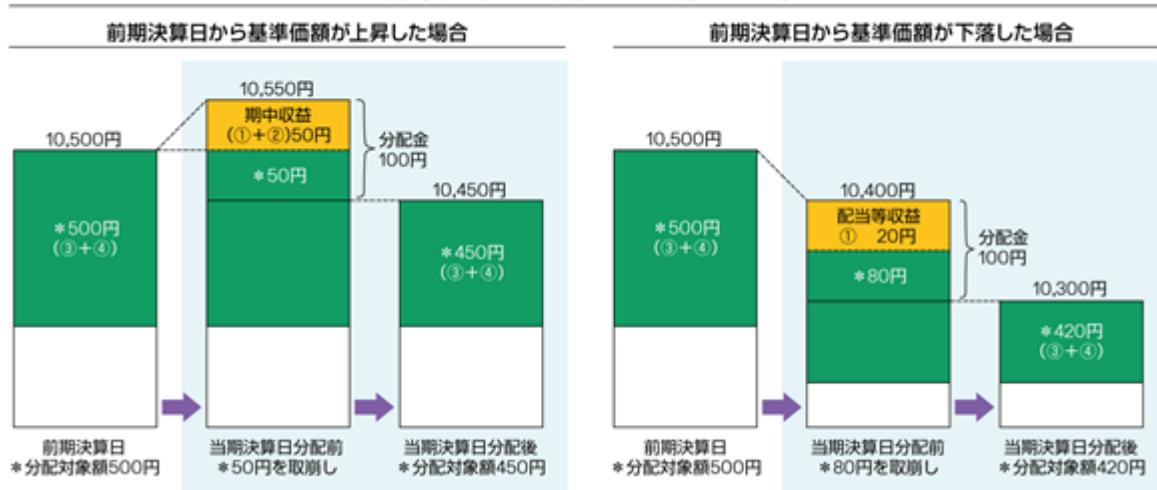 前期決算日から基準価額が上昇した場合
10,550円
期中収益
(①+②)50円
10,500円
分配金
100円
*50円
10,450円
*500円
(③+④)
*450円
(③+④)
前期決算日
*分配対象額500円
当期決算日分配前
*50円を取崩し
当期決算日分配後
*分配対象額450円
前期決算日から基準価額が下落した場合
10,500円
10,400円
配当等収益
① 20円
分配金
100円
*500円
(③+④)
*80円
10,300円
*420円
(③+④)
前期決算日
*分配対象額500円
当期決算日分配前
*80円を取崩し
当期決算日分配後
*分配対象額420円